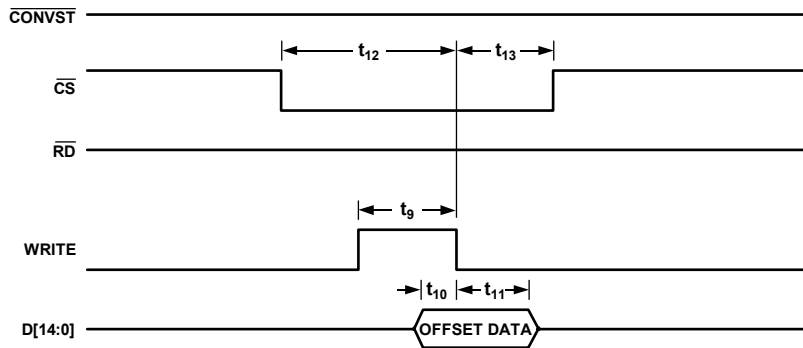 CONVST
t12 t13
CS
RD
t9
WRITE
t10 t11
D[14:0] OFFSET DATA